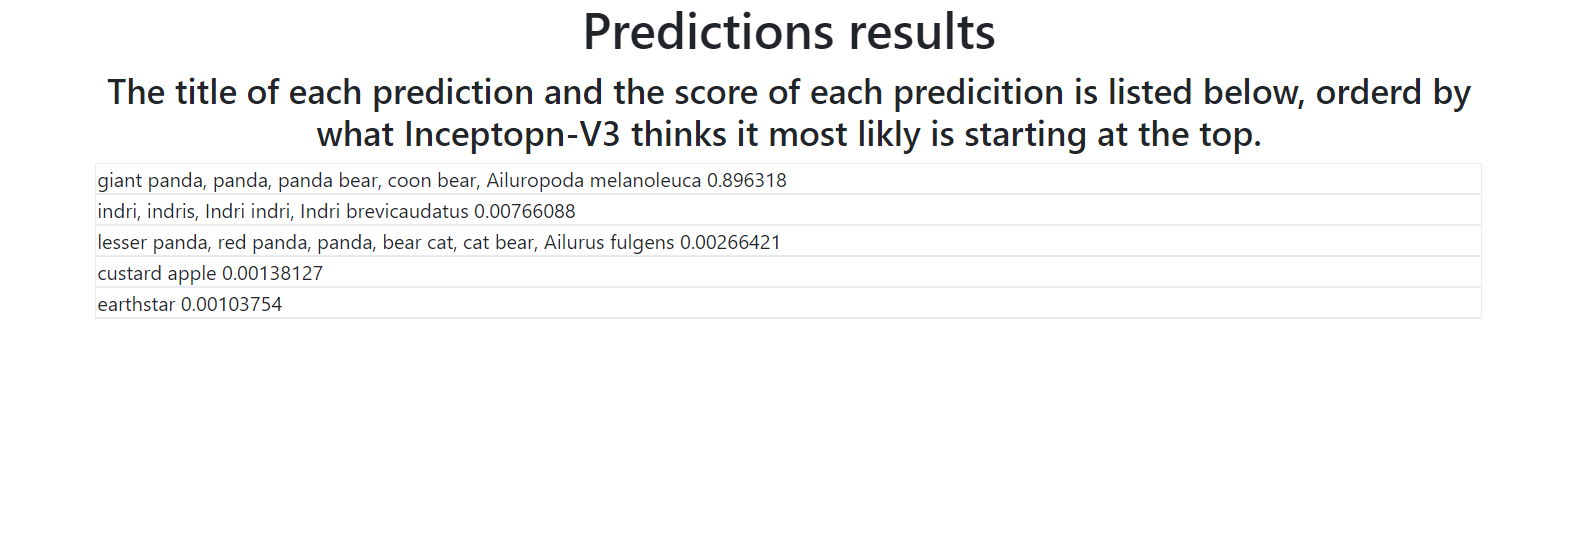 Predictions results
The title of each prediction and the score of each predicition is listed below, orderd by
what Inceptopn-V3 thinks it most likly is starting at the top.
giant panda, panda, panda bear, coon bear, Ailuropoda melanoleuca 0.896318
indri, indris, Indri indri, Indri brevicaudatus 0.00766088
lesser panda, red panda, panda, bear cat, cat bear, Ailurus fulgens 0.00266421
custard apple 0.00138127
earthstar 0.00103754